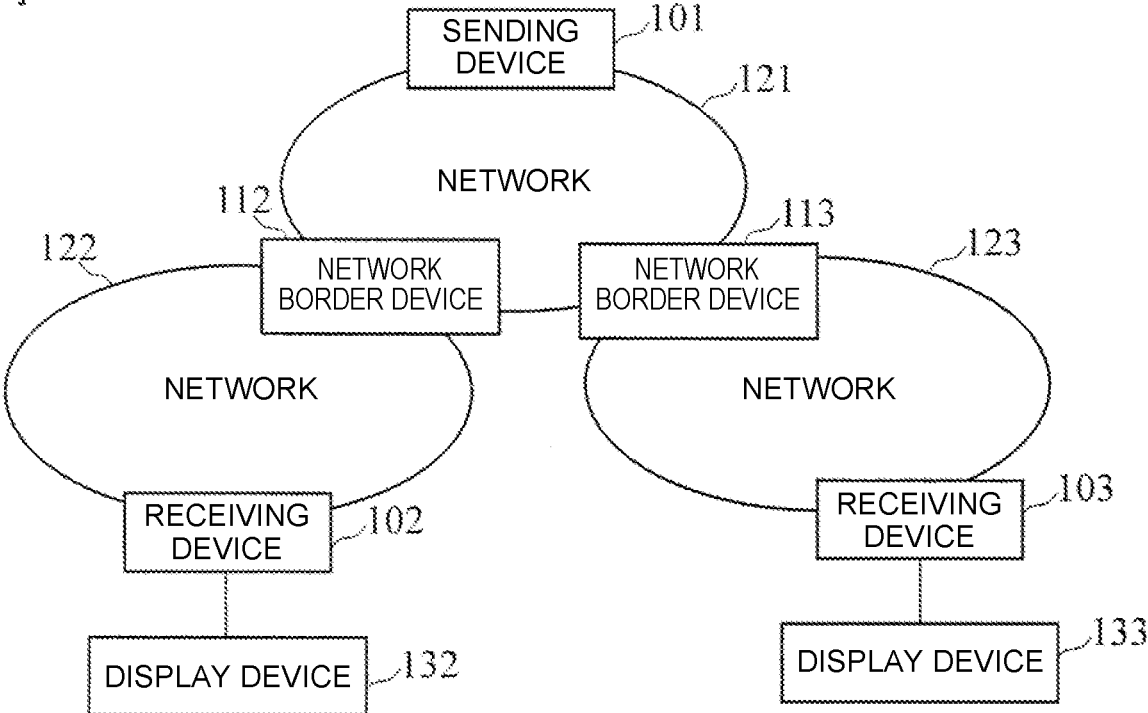 SENDING
DEVICE
101
121
NETWORK
112
113
122
NETWORK
BORDER DEVICE
NETWORK
BORDER DEVICE
123
NETWORK
NETWORK
RECEIVING
DEVICE
102
RECEIVING
DEVICE
103
DISPLAY DEVICE
132
DISPLAY DEVICE
133